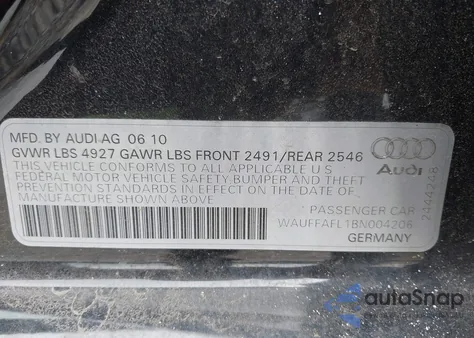 MFD. BY AUDI-AG 06 10
GVWR LBS 4927 GAWR LBS FRONT 2491/REAR 2546
THIS VEHICLE CONFORMS TO ALL APPLICABLE U S
FEDERAL MOTOR VEHICLE SAFETY BUMPER AND THEFT
PREVENTION STANDARDS IN EFFECT ON THE DATE OF
MANUFACTURE SHOWN ABOVE
Audi
PASSENGER CAR
WAUFFAFL1BN004206
GERMANY
autoSnap